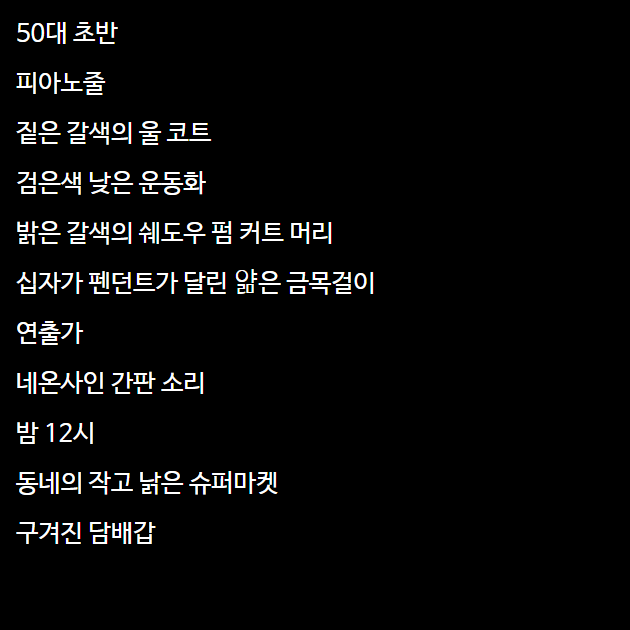 50대 초반
피아노줄
짙은 갈색의 울 코트
검은색 낮은 운동화
밝은 갈색의 쉐도우 펌 커트 머리
십자가 펜던트가 달린 얆은 금목걸이
연출가
네온사인 간판 소리
밤 12시
동네의 작고 낡은 슈퍼마켓
구겨진 담배갑